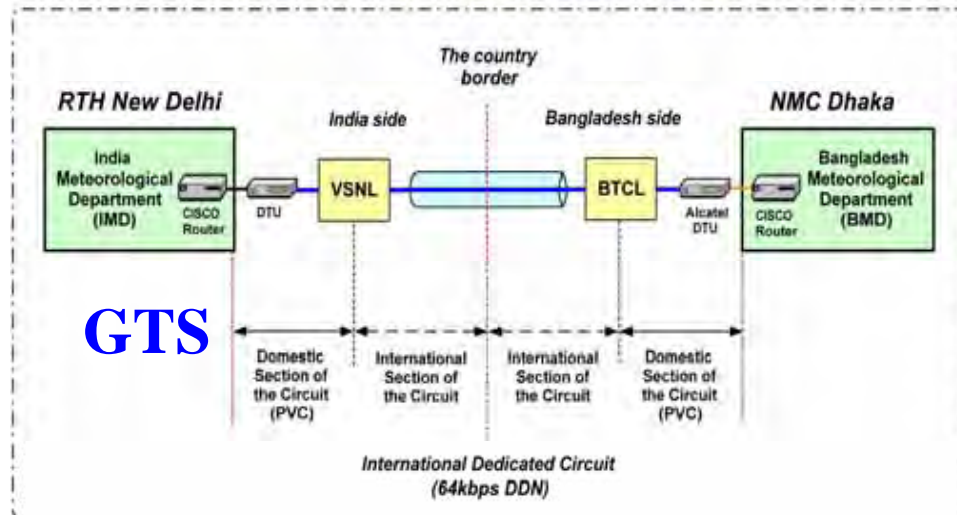 The country
border
RTH New Delhi
NMC Dhaka
India side
Bangladesh side
India
Meteorological
Department
(IMD)
CISCO
Router
DTU
VSNL
BTCL
Alcatel
DTU
CISCO
Router
Bangladesh
Meteorological
Department
(BMD)
GTS
Domestic
Section of
the Circuit
(PVC)
International
Section of
the Circuit
International
Section of
the Circuit
Domestic
Section of
the Circuit
(PVC)
International Dedicated Circuit
(64kbps DDN)